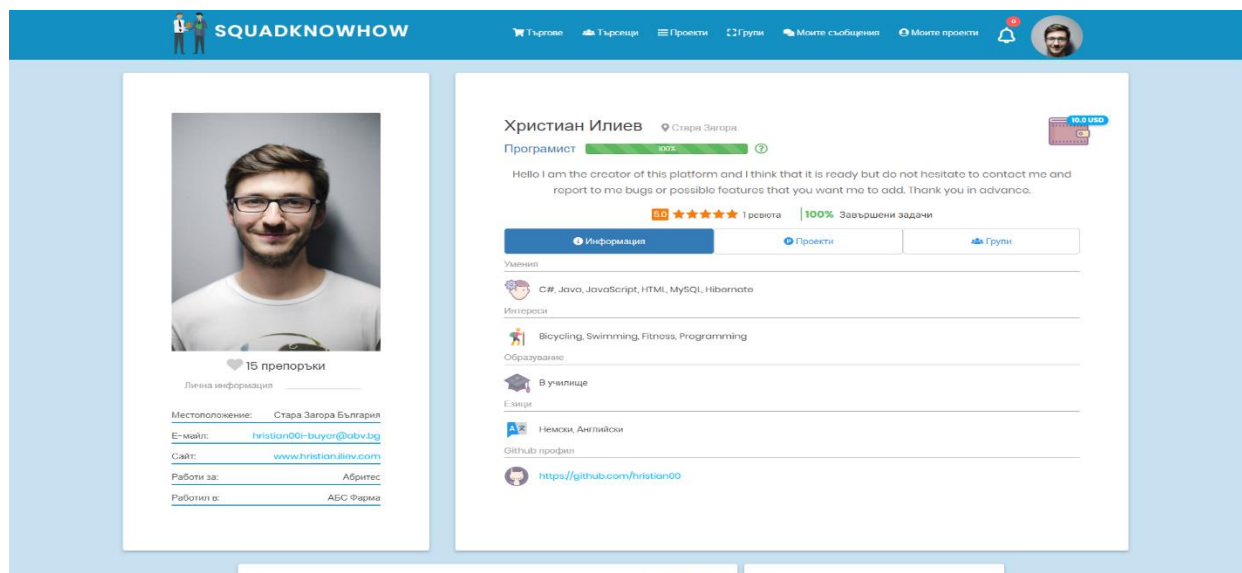 SQUADKNOWHOW
Търгове Търсещи Проекти Групи Моите съобщения Моите проекти
Христиан Илиев Стара Загора
10.0 USD
Програмист 100%
Hello I am the creator of this platform and I think that it is ready but do not hesitate to contact me and
report to me bugs or possible features that you want me to add. Thank you in advance.
5.0 1 ревюта 100% Завършени задачи
Информация Проекти Групи
Умения
C#, Java, JavaScript, HTML, MySQL, Hibernate
Интереси
Bicycling, Swimming, Fitness, Programming
Образувание
В училище
Езици
Немски, Английски
Github профил
https://github.com/hristian00
15 препоръки
Лична информация
Местоположение: Стара Загора България
Е-майл: hristian00i-buyer@abv.bg
Сайт: www.hristian.iliev.com
Работи за: Абритес
Работил в: АБС Фарма